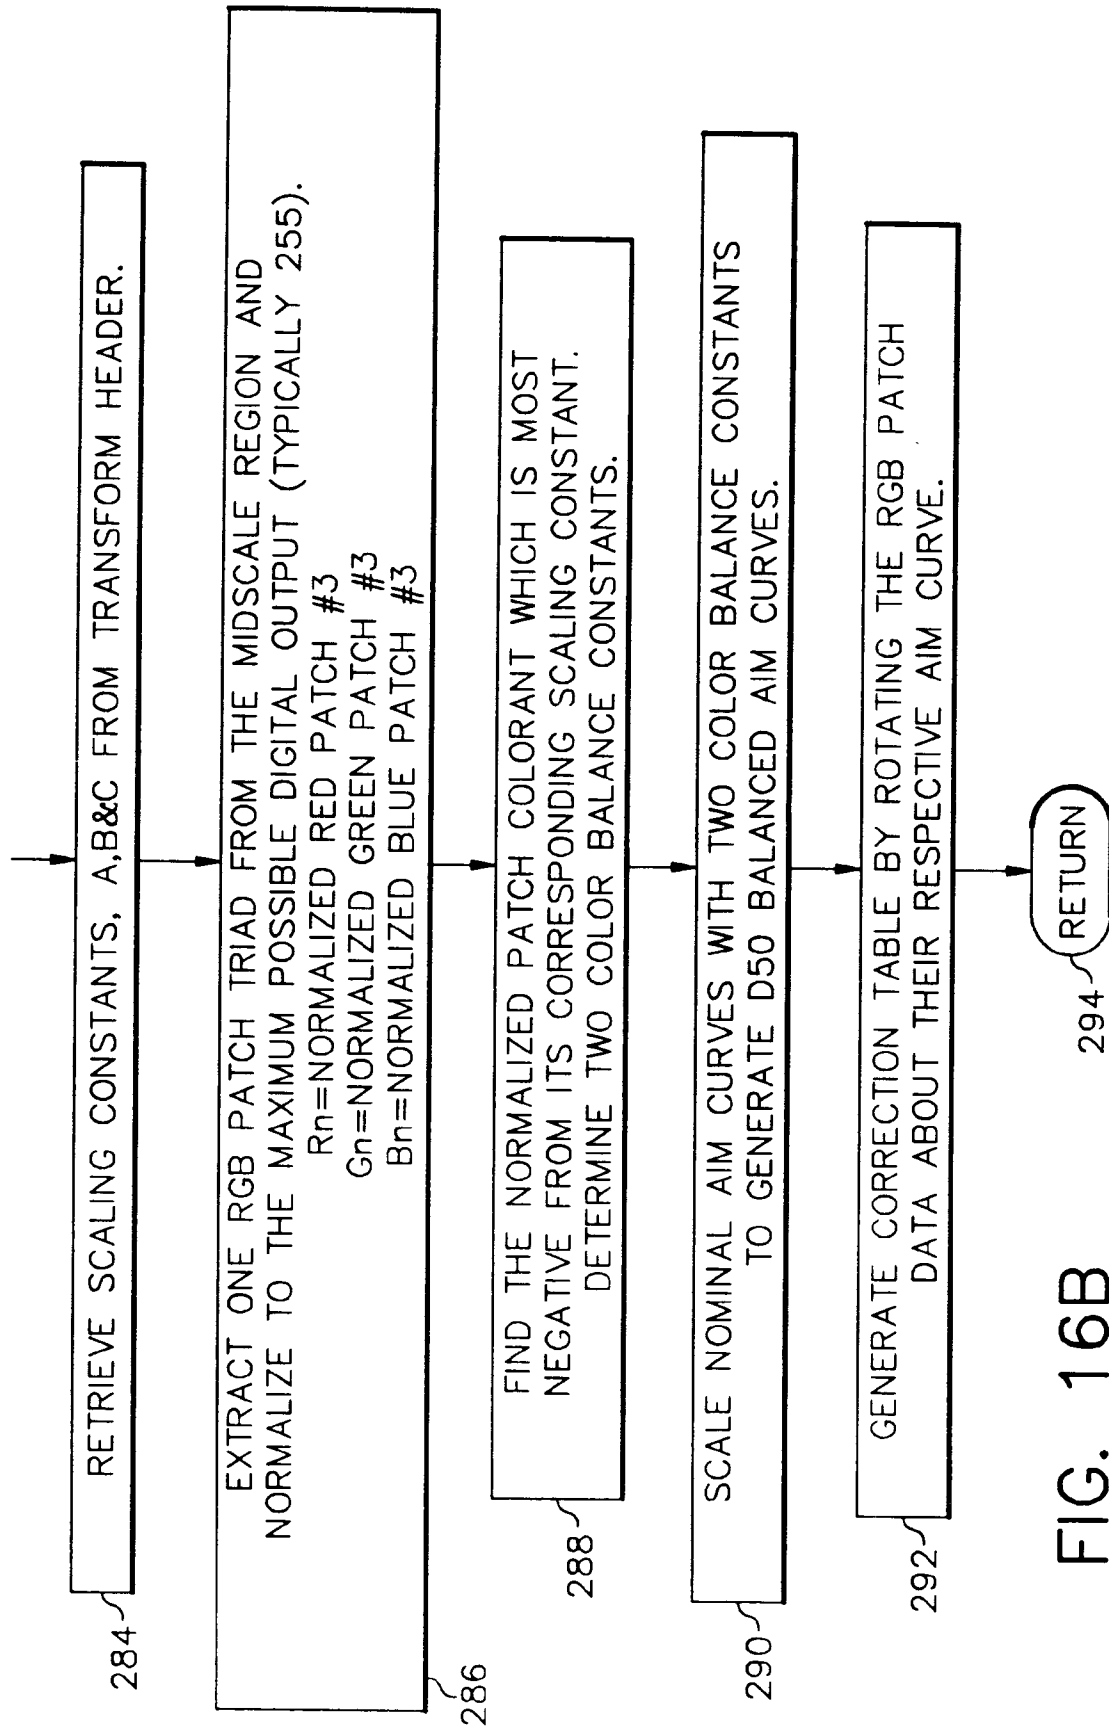 284
RETRIEVE SCALING CONSTANTS, A,B&C FROM TRANSFORM HEADER.
286
EXTRACT ONE RGB PATCH TRIAD FROM THE MIDSCALE REGION AND
NORMALIZE TO THE MAXIMUM POSSIBLE DIGITAL OUTPUT (TYPICALLY 255).
Rn=NORMALIZED RED PATCH #3
Gn=NORMALIZED GREEN PATCH #3
Bn=NORMALIZED BLUE PATCH #3
288
FIND THE NORMALIZED PATCH COLORANT WHICH IS MOST
NEGATIVE FROM ITS CORRESPONDING SCALING CONSTANT.
DETERMINE TWO COLOR BALANCE CONSTANTS.
290
SCALE NOMINAL AIM CURVES WITH TWO COLOR BALANCE CONSTANTS
TO GENERATE D50 BALANCED AIM CURVES.
292
GENERATE CORRECTION TABLE BY ROTATING THE RGB PATCH
DATA ABOUT THEIR RESPECTIVE AIM CURVE.
294
RETURN
FIG. 16B